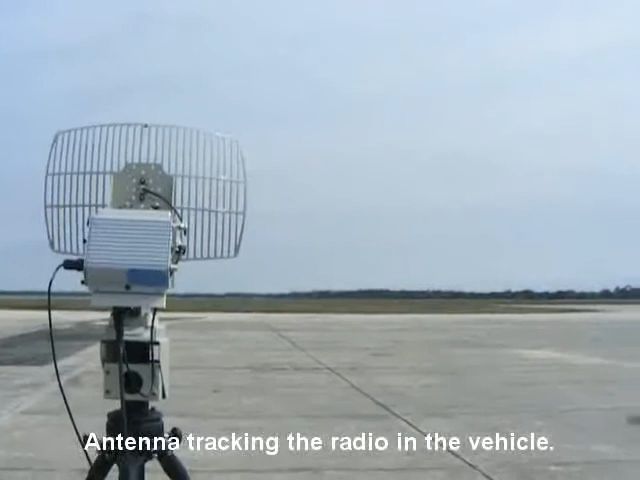 Antenna tracking the radio in the vehicle.